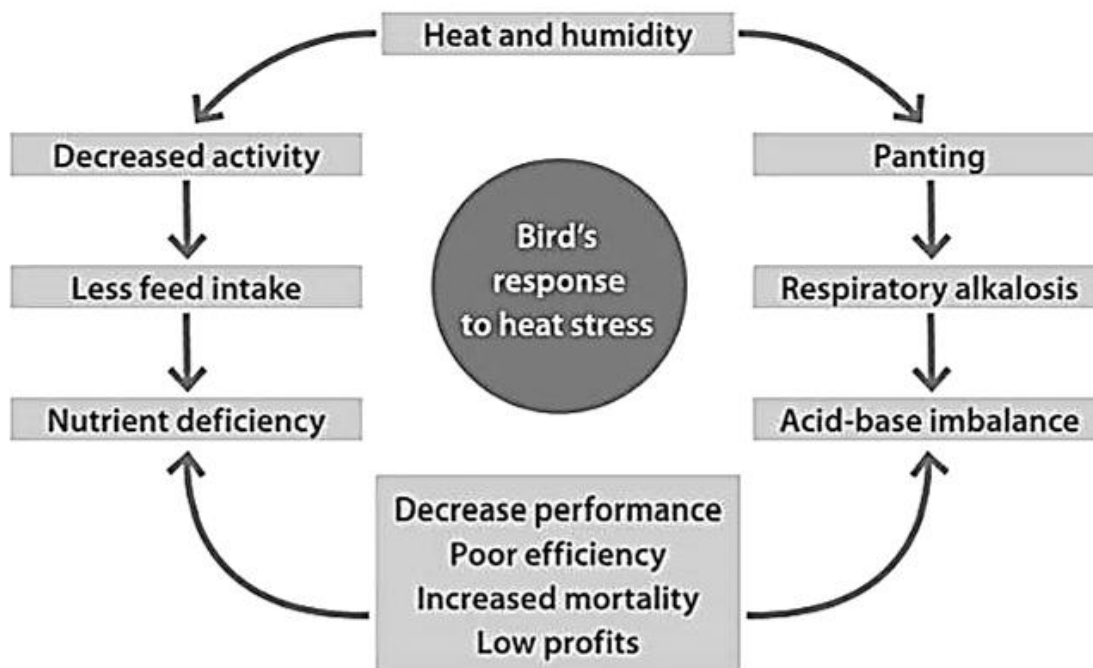 Heat and humidity
Decreased activity
Panting
Bird's
response
to heat stress
Less feed intake
Respiratory alkalosis
Nutrient deficiency
Acid-base imbalance
Decrease performance
Poor efficiency
Increased mortality
Low profits